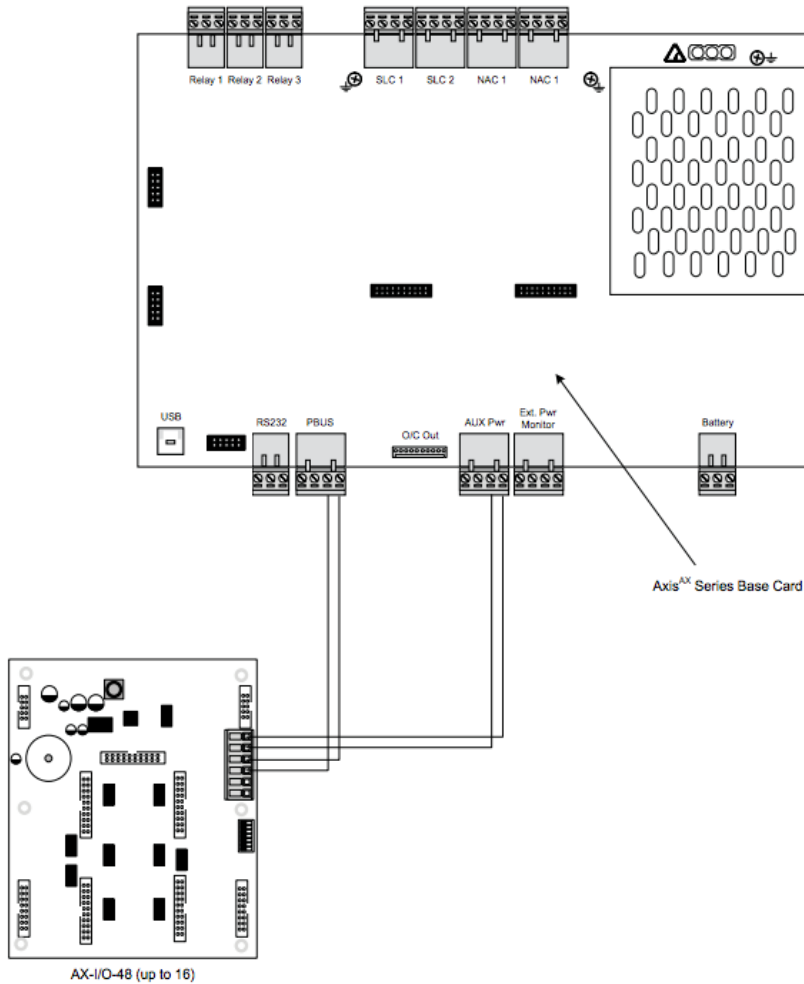 Relay 1 Relay 2 Relay 3 SLC 1 SLC 2 NAC 1 NAC 1
USB RS232 PBUS O/C Out AUX Pwr Ext. Pwr
Monitor Battery
Axis^AX Series Base Card
AX-I/O-48 (up to 16)